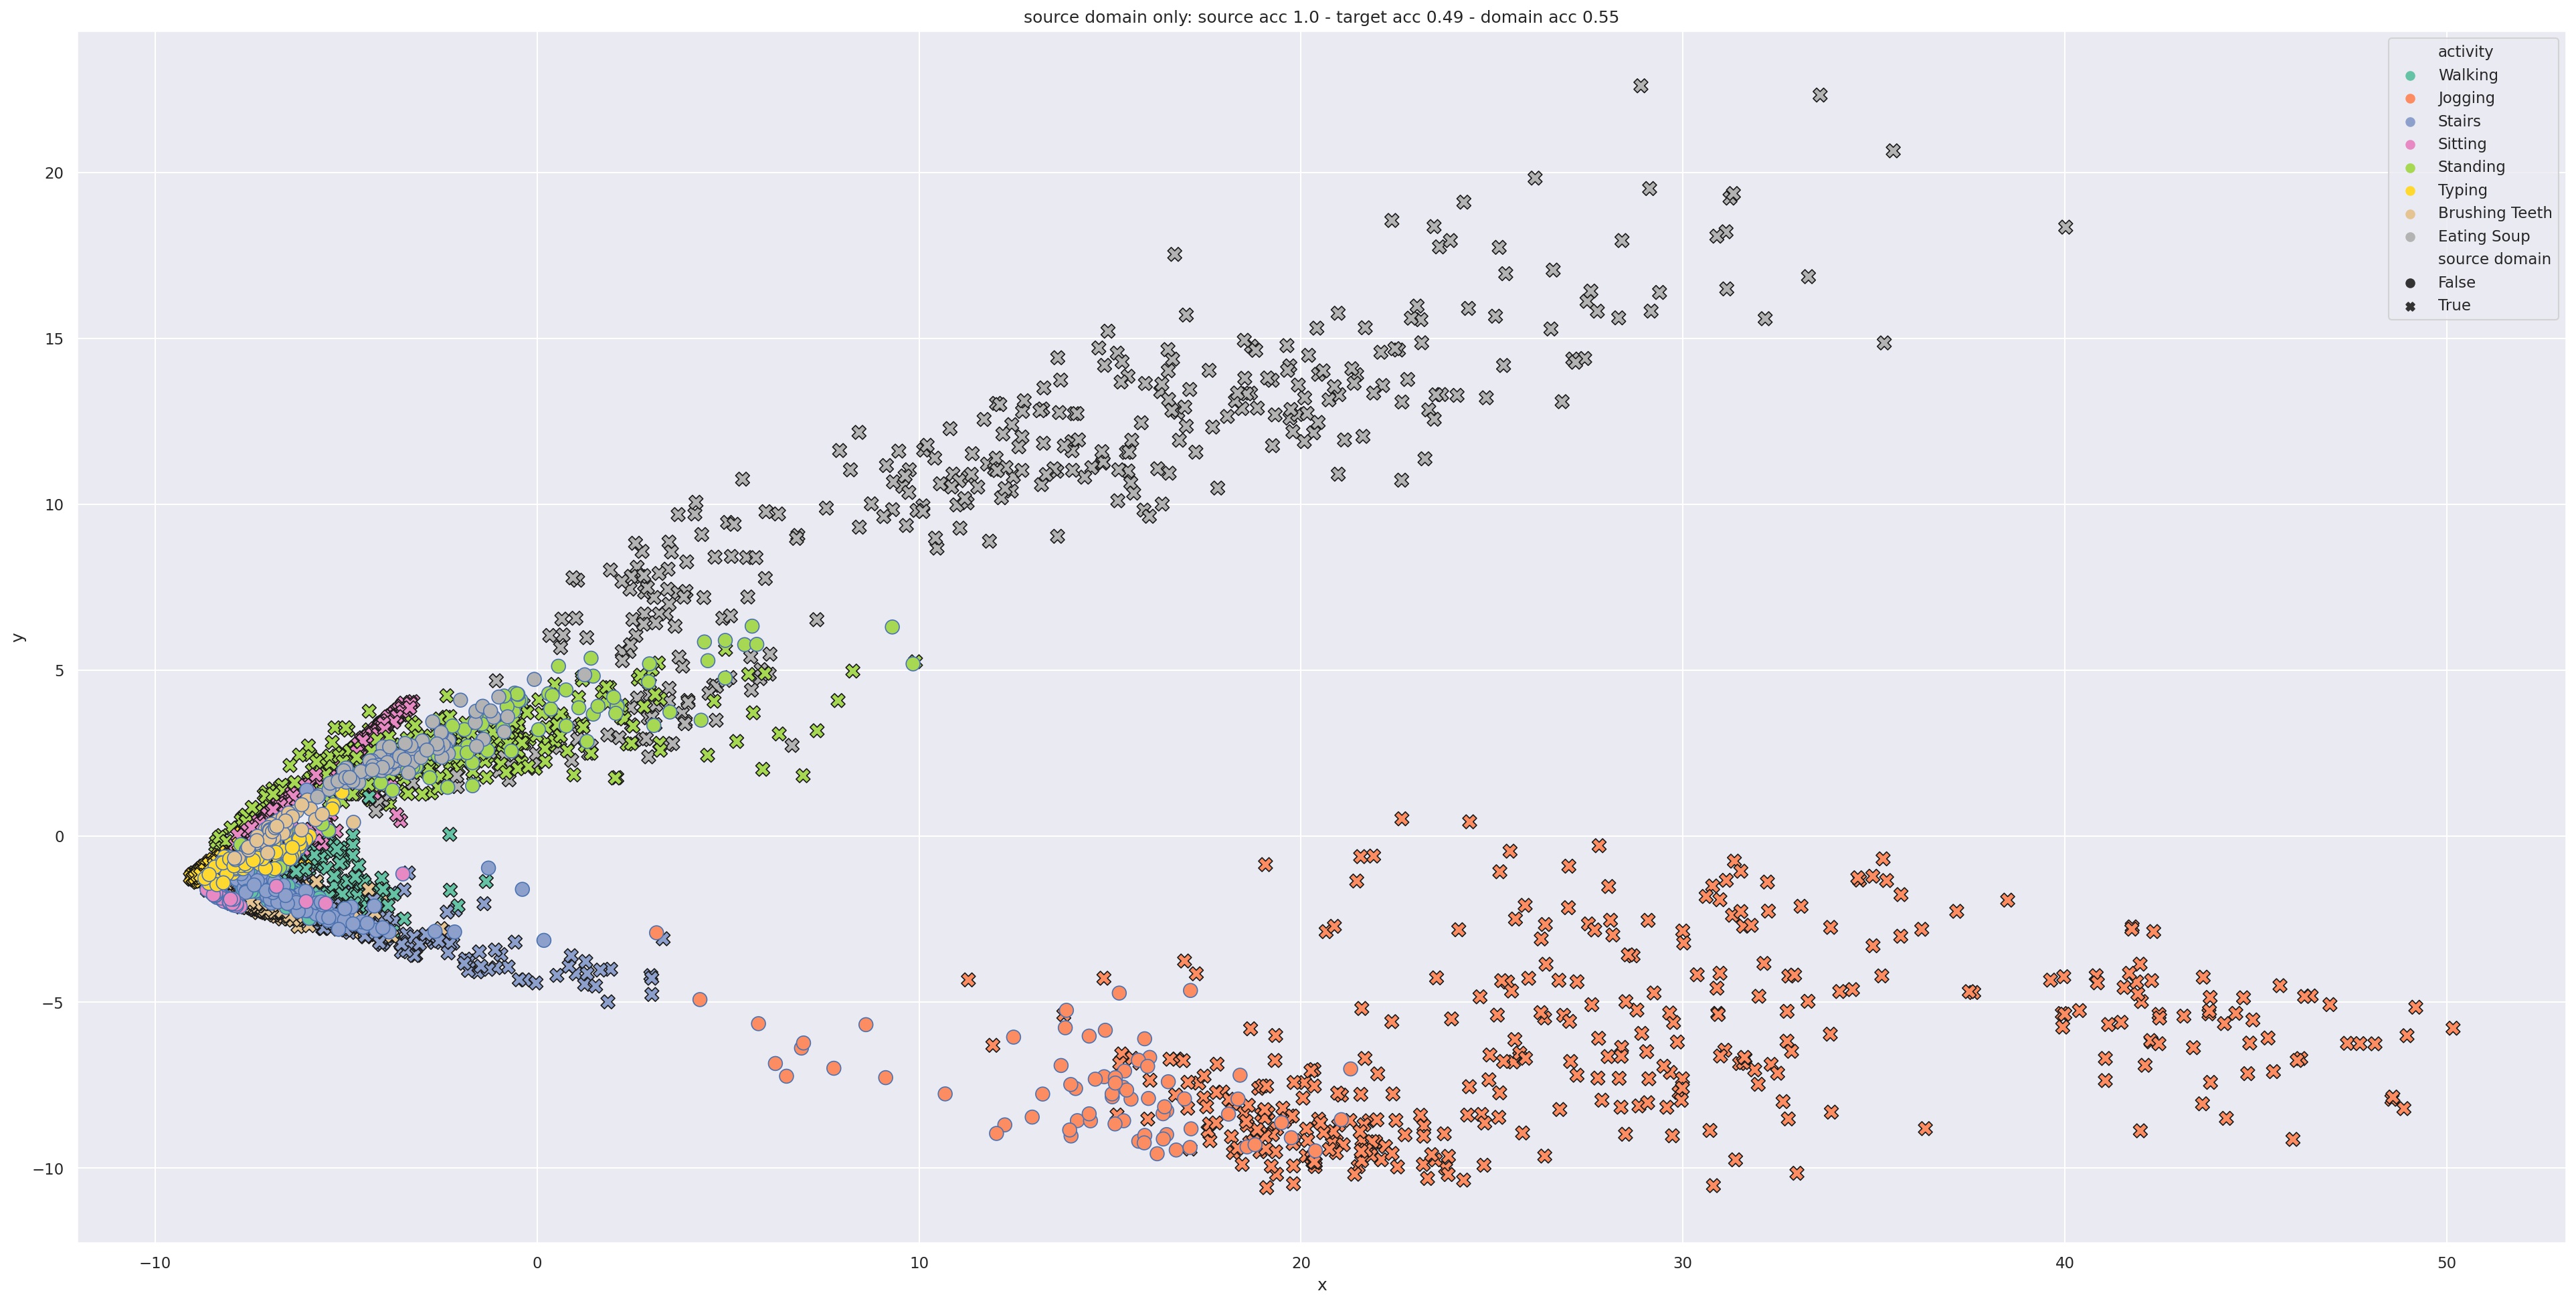 source domain only: source acc 1.0 - target acc 0.49 - domain acc 0.55
activity
Walking
Jogging
Stairs
Sitting
Standing
Typing
Brushing Teeth
Eating Soup
source domain
False
True
20
15
10
5
0
−5
−10
y
−10 0 10 20 30 40 50
x